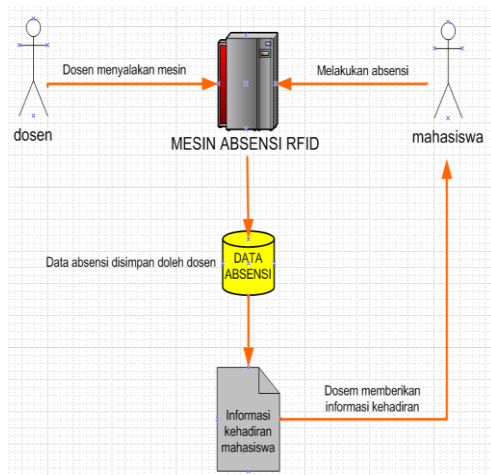 Dosen menyalakan mesin
Melakukan absensi
dosen
MESIN ABSENSI RFID
mahasiswa
Data absensi disimpan doleh dosen
DATA
ABSENSI
Dosem memberikan
informasi kehadiran
Informasi
kehadiran
mahasiswa